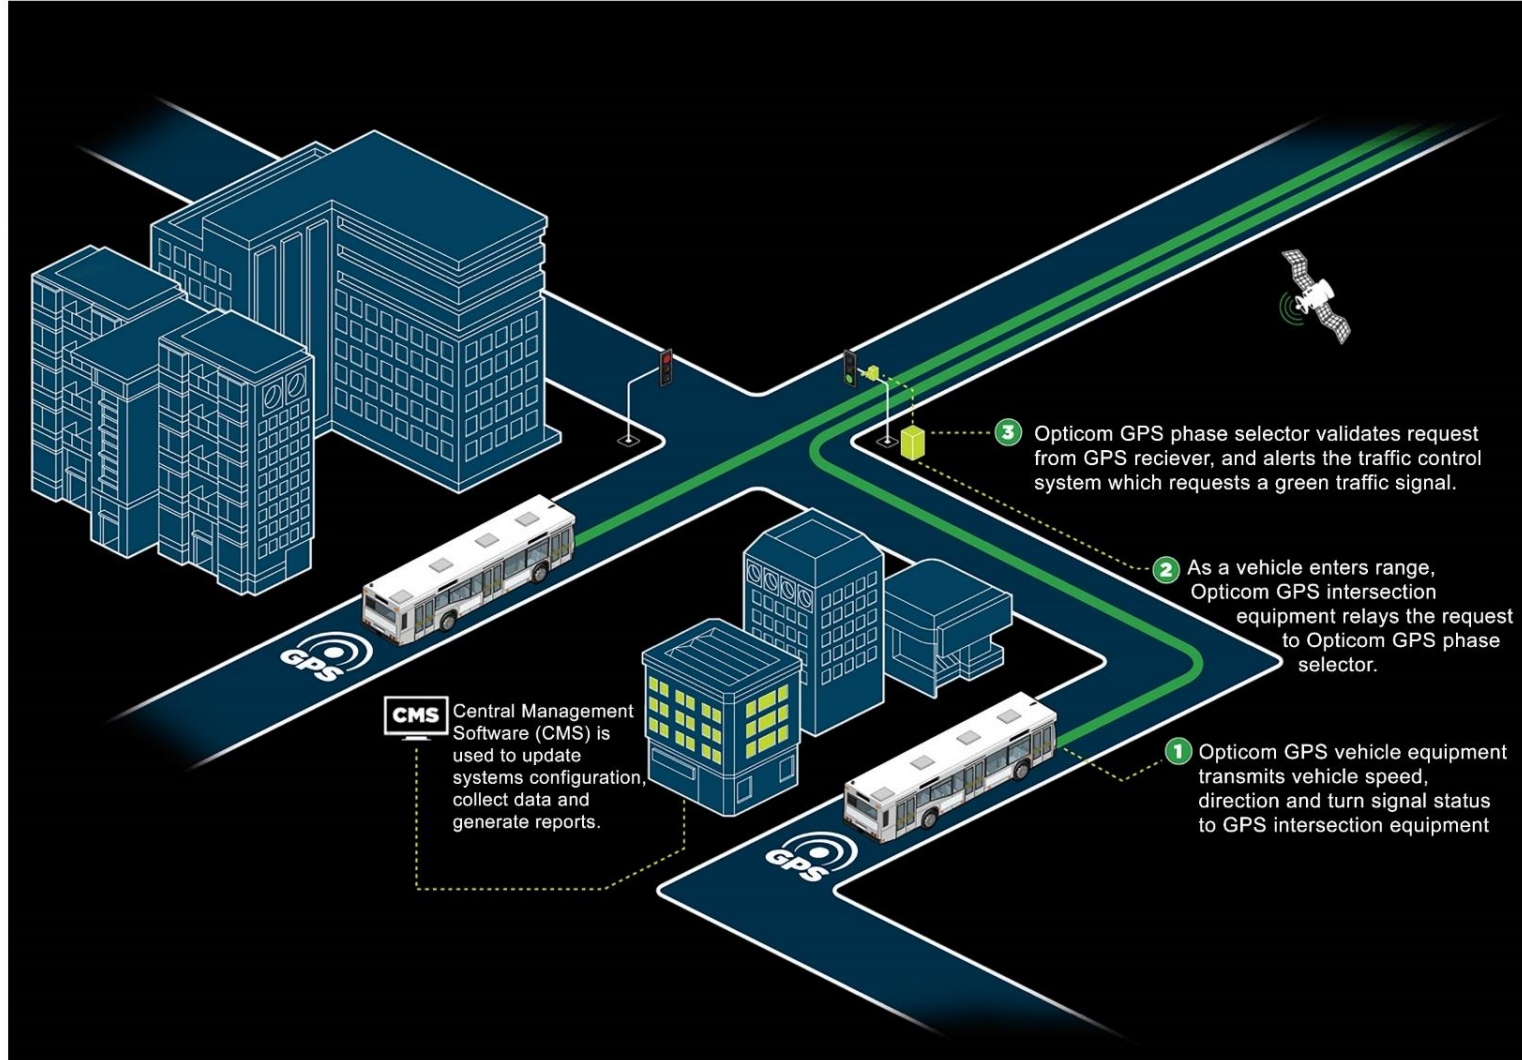 3 Opticom GPS phase selector validates request
from GPS reciever, and alerts the traffic control
system which requests a green traffic signal.
2 As a vehicle enters range,
Opticom GPS intersection
equipment relays the request
to Opticom GPS phase
selector.
GPS
CMS Central Management
Software (CMS) is
used to update
systems configuration,
collect data and
generate reports.
1 Opticom GPS vehicle equipment
transmits vehicle speed,
direction and turn signal status
to GPS intersection equipment
GPS